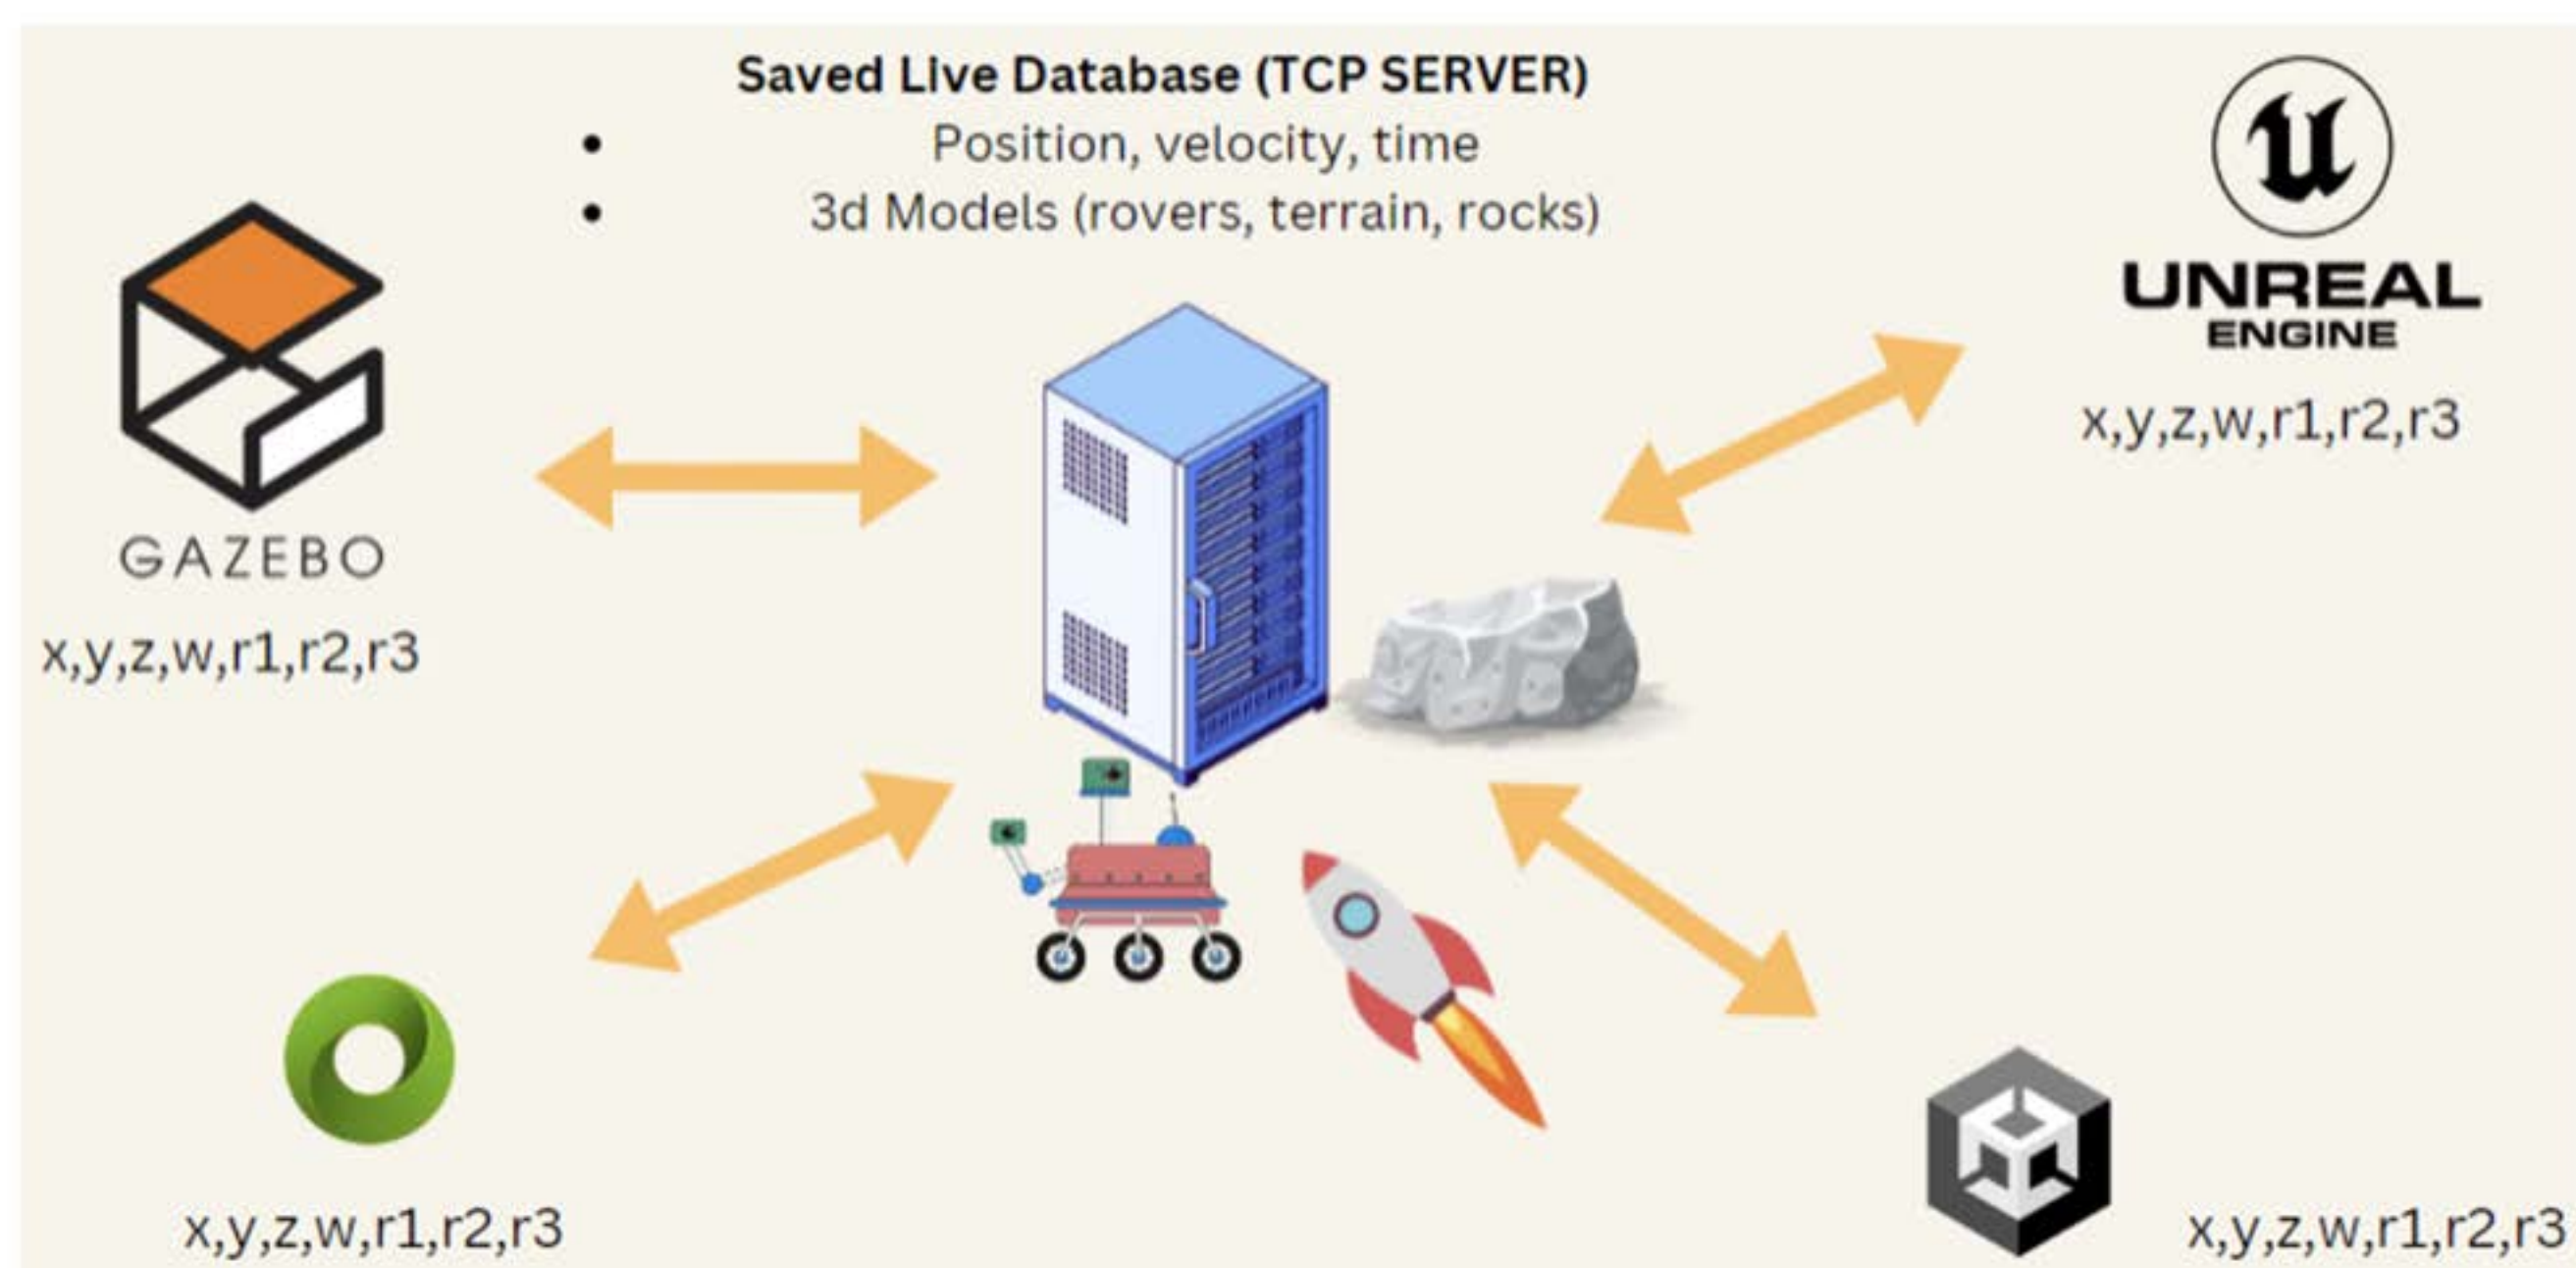 Saved Live Database (TCP SERVER)
• Position, velocity, time
• 3d Models (rovers, terrain, rocks)
UNREAL
ENGINE
x,y,z,w,r1,r2,r3
GAZEBO
x,y,z,w,r1,r2,r3
x,y,z,w,r1,r2,r3
x,y,z,w,r1,r2,r3